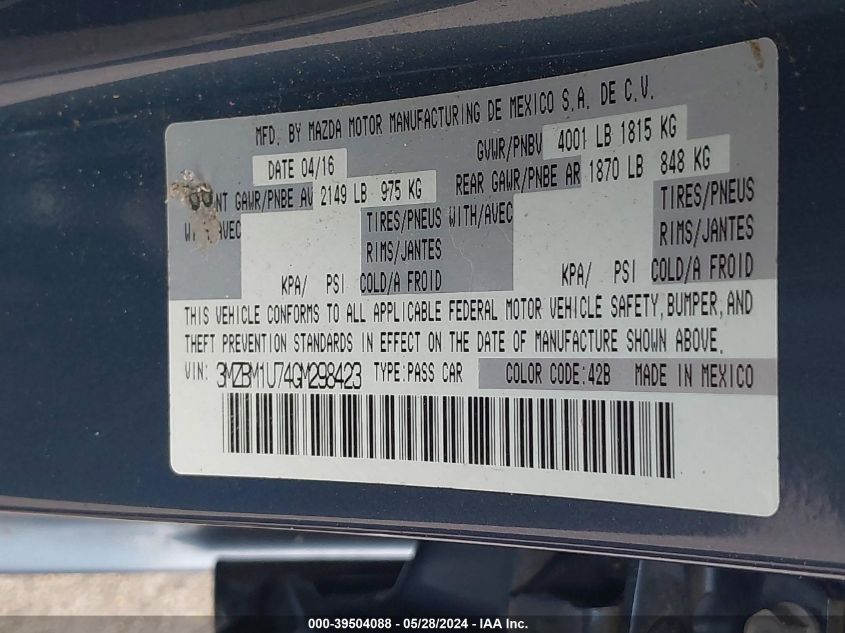 MFD. BY MAZDA MOTOR MANUFACTURING DE MEXICO S.A. DE C.V.
DATE 04/16 GVWR/PNBV 4001 LB 1815 KG
GAWR/PNBE AV 2149 LB 975 KG REAR GAWR/PNBE AR 1870 LB 848 KG
TIRES/PNEUS WITH/AVEC TIRES/PNEUS
RIMS/JANTES RIMS/JANTES
KPA/ PSI COLD/A FROID KPA/ PSI COLD/A FROID
THIS VEHICLE CONFORMS TO ALL APPLICABLE FEDERAL MOTOR VEHICLE SAFETY, BUMPER, AND
THEFT PREVENTION STANDARDS IN EFFECT ON THE DATE OF MANUFACTURE SHOWN ABOVE.
VIN: 3MZBM1U74GM298423 TYPE:PASS CAR COLOR CODE:42B MADE IN MEXICO
000-39504088 - 05/28/2024 - IAA Inc.